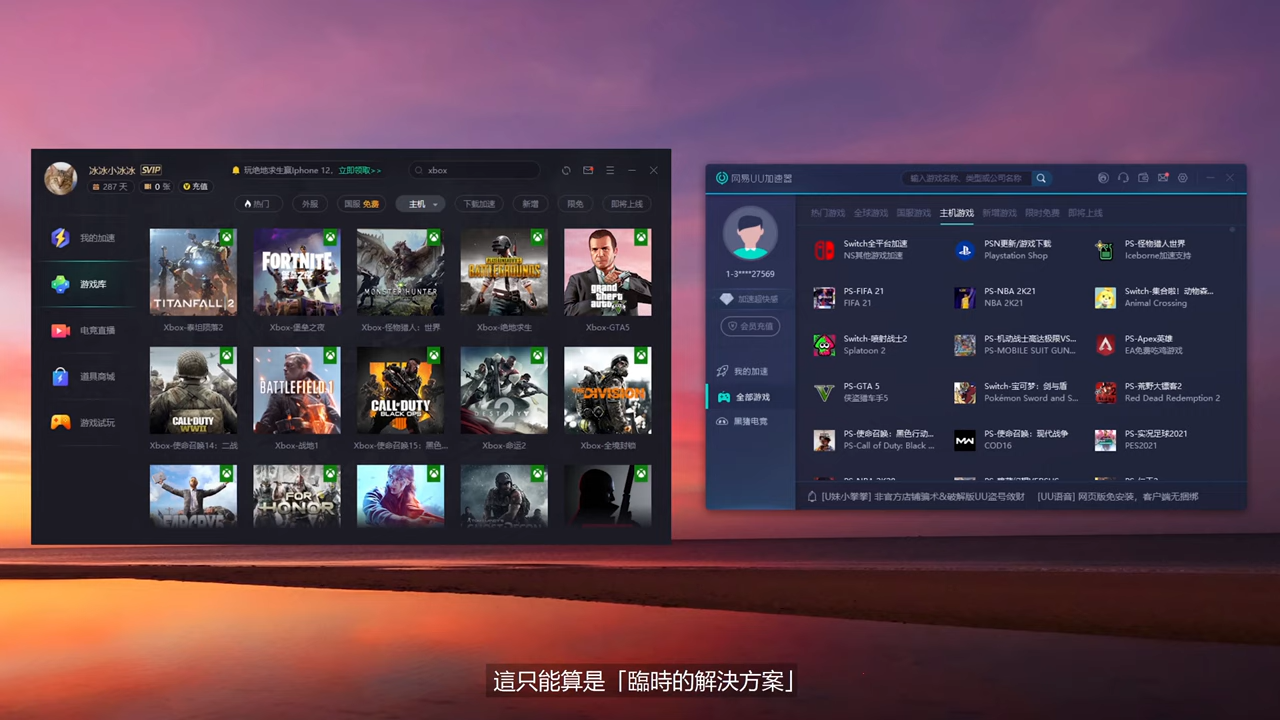 冰冰小冰冰 SVIP
287 天 0 张 充值
玩绝地求生赢Iphone 12，立即领取>>
xbox
热门 外服 国服 免费 主机 下载加速 新增 限免 即将上线
我的加速
游戏库
电竞直播
道具商城
游戏试玩
TITANFALL 2
FORTNITE
堡垒之夜
MONSTER HUNTER
BATTLEGROUNDS
grand theft auto
Xbox-泰坦陨落2
Xbox-堡垒之夜
Xbox-怪物猎人：世界
Xbox-绝地求生
Xbox-GTA5
CALL OF DUTY WWII
BATTLEFIELD 1
CALL OF DUTY BLACK OPS
DESTINY 2
THE DIVISION
Xbox-使命召唤14：二战
Xbox-战地1
Xbox-使命召唤15：黑色...
Xbox-命运2
Xbox-全境封锁
FARCRY5
FOR HONOR
GHOST RECON
网易UU加速器
输入游戏名称、类型或公司名称
热门游戏 全球游戏 国服游戏 主机游戏 新增游戏 限时免费 即将上线
1-3****27569
加速超快感
会员充值
我的加速
全部游戏
黑猪电竞
Switch全平台加速
NS其他游戏加速
PSN更新/游戏下载
Playstation Shop
PS-怪物猎人世界
Iceborne加速支持
PS-FIFA 21
FIFA 21
PS-NBA 2K21
NBA 2K21
Switch-集合啦！动物森...
Animal Crossing
Switch-喷射战士2
Splatoon 2
PS-机动战士高达极限VS...
PS-MOBILE SUIT GUN...
PS-Apex英雄
EA免费吃鸡游戏
PS-GTA 5
侠盗猎车手5
Switch-宝可梦：剑与盾
Pokémon Sword and S...
PS-荒野大镖客2
Red Dead Redemption 2
PS-使命召唤：黑色行动...
PS-Call of Duty: Black ...
PS-使命召唤：现代战争
COD16
PS-实况足球2021
PES2021
[U妹小拳拳] 非官方店铺骗术&破解版UU盗号敛财 [UU语音] 网页版免安装，客户端无捆绑
這只能算是「臨時的解決方案」